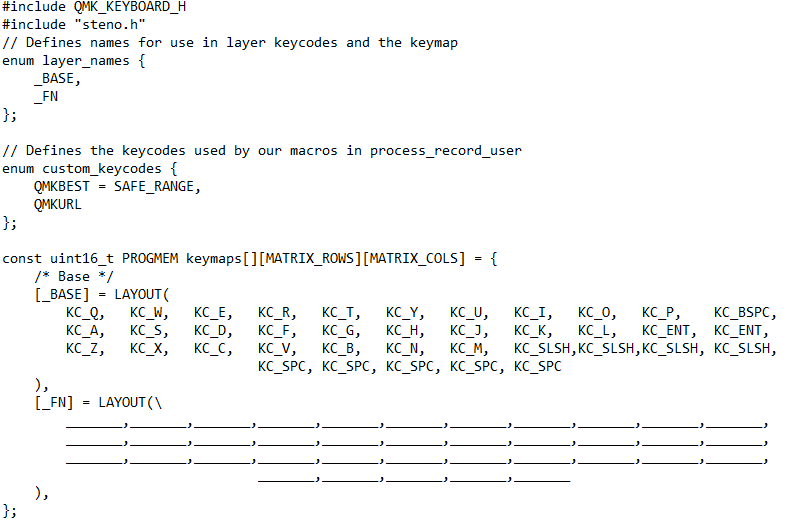 #include QMK_KEYBOARD_H
#include "steno.h"
// Defines names for use in layer keycodes and the keymap
enum layer_names {
    _BASE,
    _FN
};

// Defines the keycodes used by our macros in process_record_user
enum custom_keycodes {
    QMKBEST = SAFE_RANGE,
    QMKURL
};

const uint16_t PROGMEM keymaps[][MATRIX_ROWS][MATRIX_COLS] = {
    /* Base */
    [_BASE] = LAYOUT(
        KC_Q,   KC_W,   KC_E,   KC_R,   KC_T,   KC_Y,   KC_U,   KC_I,   KC_O,   KC_P,    KC_BSPC,
        KC_A,   KC_S,   KC_D,   KC_F,   KC_G,   KC_H,   KC_J,   KC_K,   KC_L,   KC_ENT,  KC_ENT,
        KC_Z,   KC_X,   KC_C,   KC_V,   KC_B,   KC_N,   KC_M,   KC_SLSH,KC_SLSH,KC_SLSH, KC_SLSH,
                                KC_SPC, KC_SPC, KC_SPC, KC_SPC, KC_SPC
    ),
    [_FN] = LAYOUT(\
        _______,_______,_______,_______,_______,_______,_______,_______,_______,_______,_______,
        _______,_______,_______,_______,_______,_______,_______,_______,_______,_______,_______,
        _______,_______,_______,_______,_______,_______,_______,_______,_______,_______,_______,
                                _______,_______,_______,_______,_______
    ),
};